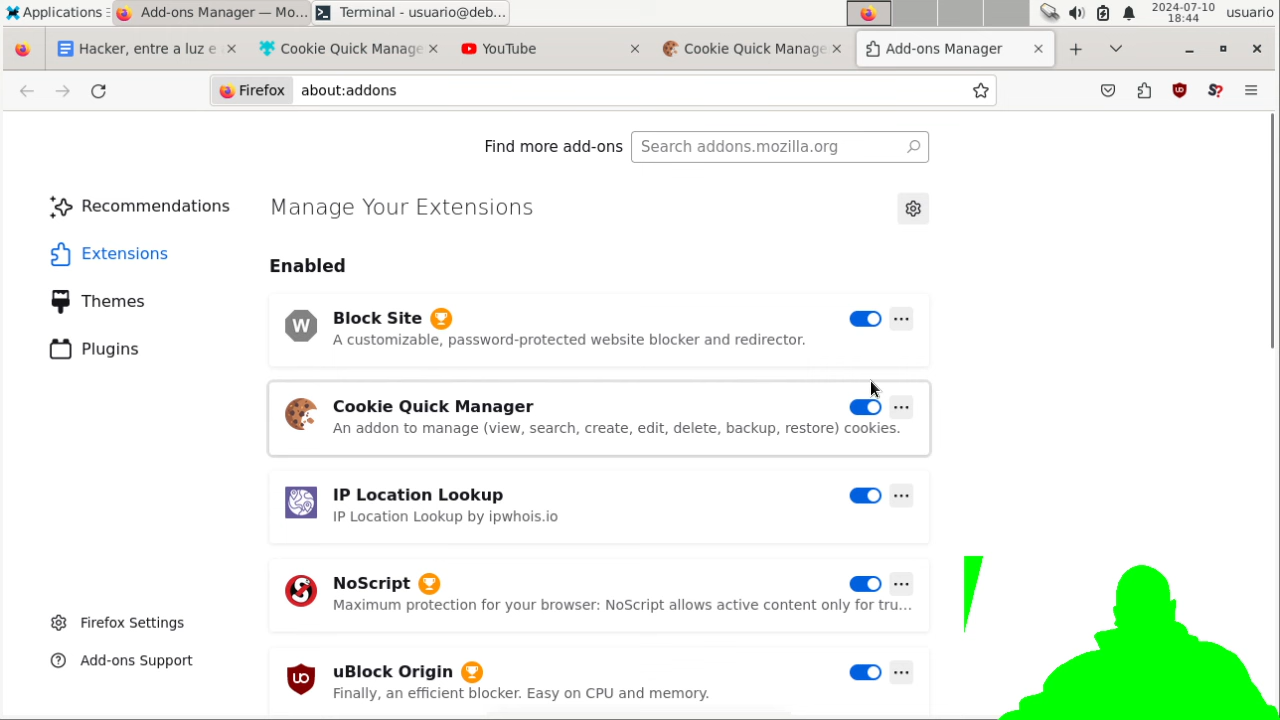 Applications
Add-ons Manager — Mo...
Terminal - usuario@deb...
2024-07-10
18:44
usuario
Hacker, entre a luz e
Cookie Quick Manage
YouTube
Cookie Quick Manage
Add-ons Manager
Firefox
about:addons
Find more add-ons
Search addons.mozilla.org
Recommendations
Extensions
Themes
Plugins
Manage Your Extensions
Enabled
W
Block Site
A customizable, password-protected website blocker and redirector.
Cookie Quick Manager
An addon to manage (view, search, create, edit, delete, backup, restore) cookies.
IP Location Lookup
IP Location Lookup by ipwhois.io
NoScript
Maximum protection for your browser: NoScript allows active content only for tru...
uBlock Origin
Finally, an efficient blocker. Easy on CPU and memory.
Firefox Settings
Add-ons Support